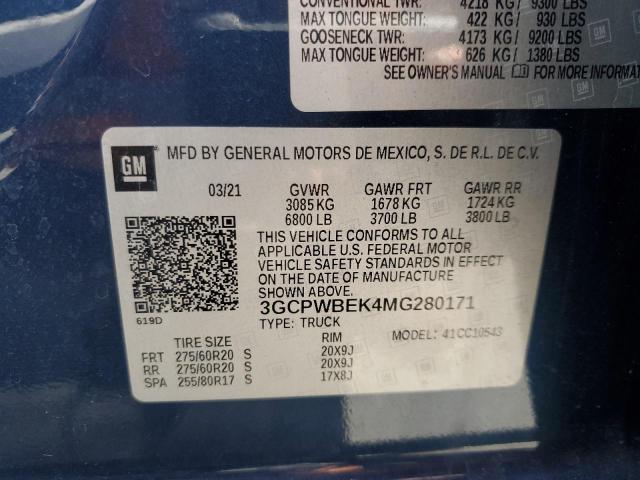 CONVENTIONAL TWR: 4218 KG/ 9300 LBS
MAX TONGUE WEIGHT: 422 KG/ 930 LBS
GOOSENECK TWR: 4173 KG/ 9200 LBS
MAX TONGUE WEIGHT: 626 KG/ 1380 LBS
SEE OWNER'S MANUAL FOR MORE INFORMAT
GM MFD BY GENERAL MOTORS DE MEXICO, S. DE R.L. DE C.V.
03/21 GVWR GAWR FRT GAWR RR
3085 KG 1678 KG 1724 KG
6800 LB 3700 LB 3800 LB
THIS VEHICLE CONFORMS TO ALL
APPLICABLE U.S. FEDERAL MOTOR
VEHICLE SAFETY STANDARDS IN EFFECT
ON THE DATE OF MANUFACTURE
SHOWN ABOVE.
3GCPWBEK4MG280171
619D
TYPE: TRUCK MODEL: 41CC10543
TIRE SIZE RIM
FRT 275/60R20 S 20X9J
RR 275/60R20 S 20X9J
SPA 255/80R17 S 17X8J